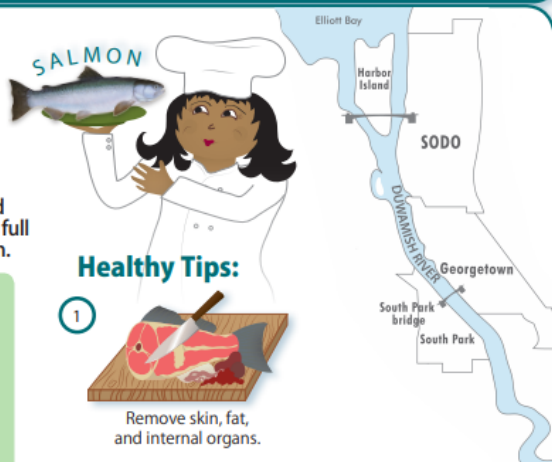 SALMON
Elliott Bay
Harbor
Island
SODO
full
DUWAMISH RIVER
Georgetown
South Park
bridge
South Park
Healthy Tips:
1
Remove skin, fat,
and internal organs.